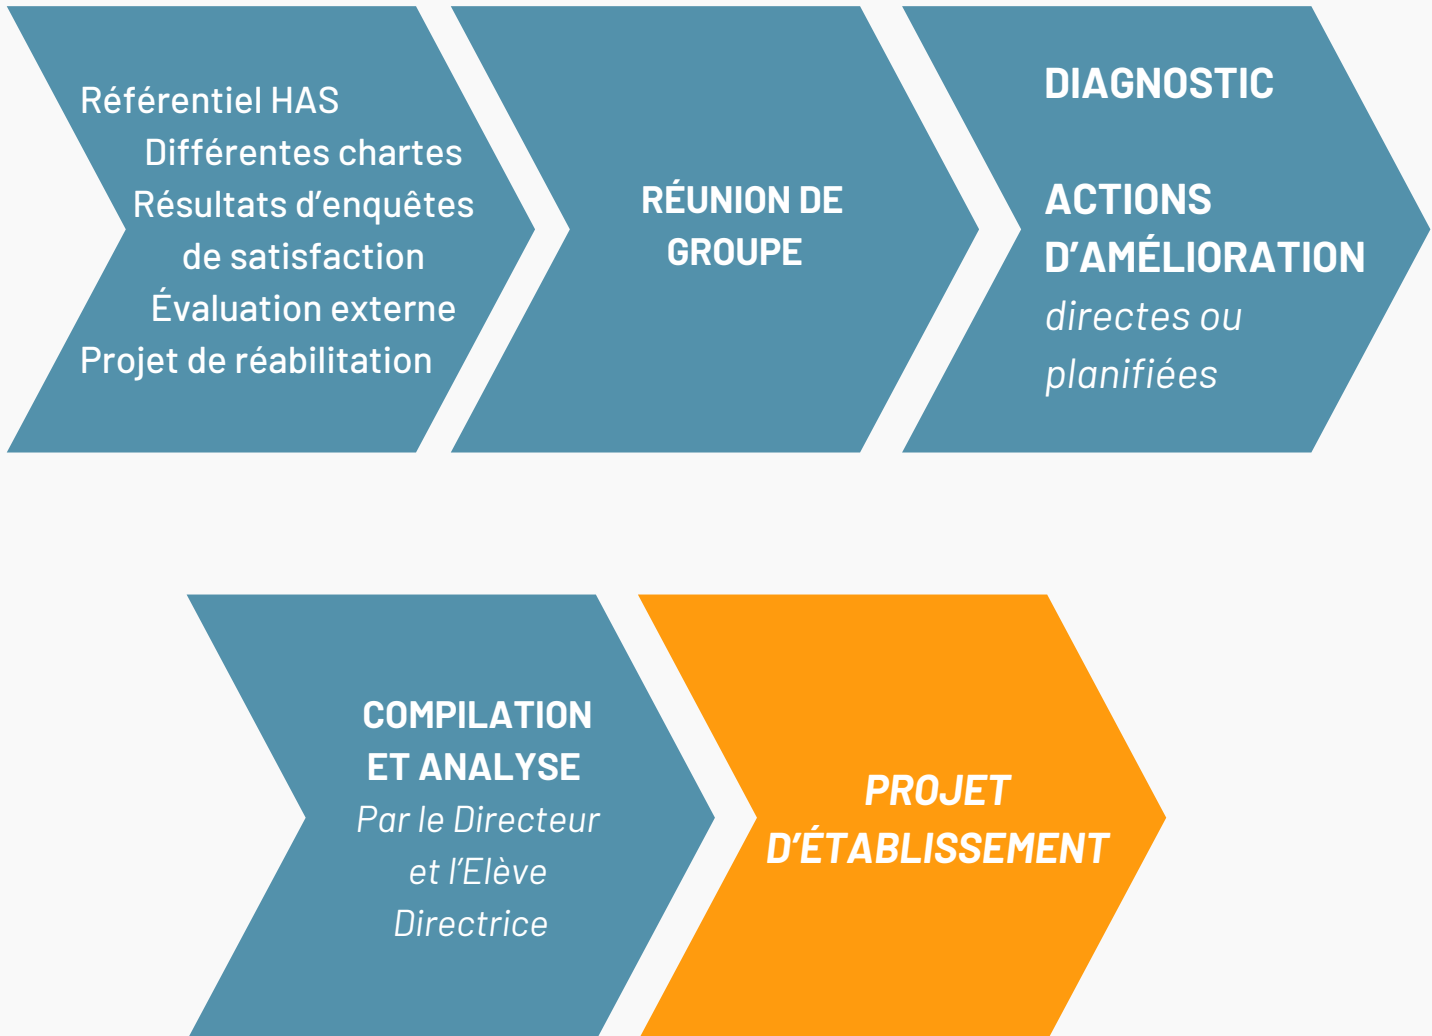 Référentiel HAS
Différentes chartes
Résultats d’enquêtes
de satisfaction
Évaluation externe
Projet de réabilitation
RÉUNION DE
GROUPE
DIAGNOSTIC
ACTIONS
D’AMÉLIORATION
directes ou
planifiées
COMPILATION
ET ANALYSE
Par le Directeur
et l’Elève
Directrice
PROJET
D’ÉTABLISSEMENT